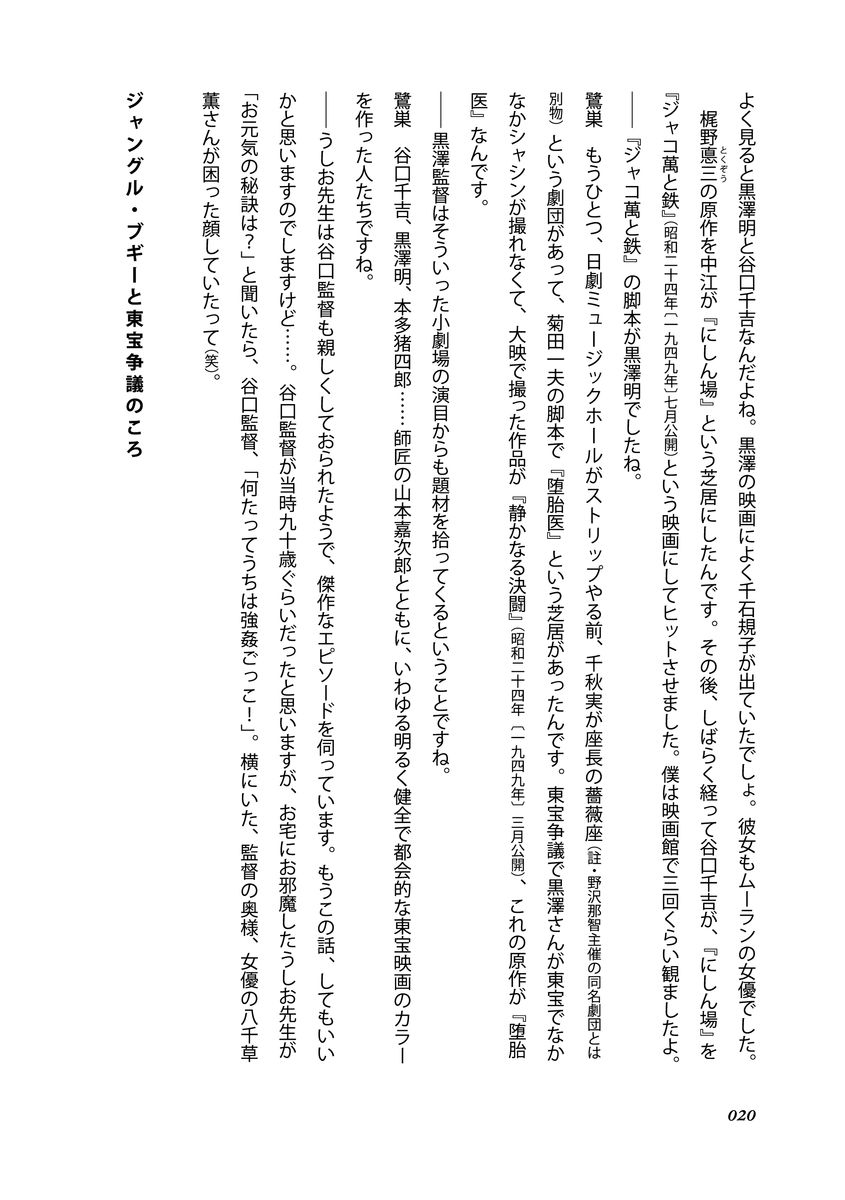 よく見ると黒澤明と谷口千吉なんだよね。黒澤の映画によく千石規子が出ていたでしょ。彼女もムーランの女優でした。
梶野悳三の原作を中江が『にしん場』という芝居にしたんです。その後、しばらく経って谷口千吉が、『にしん場』を
とくぞう
『ジャコ萬と鉄』（昭和二十四年〔一九四九年〕七月公開）という映画にしてヒットさせました。僕は映画館で三回くらい観ましたよ。
――『ジャコ萬と鉄』の脚本が黒澤明でしたね。
鷺巣　もうひとつ、日劇ミュージックホールがストリップやる前、千秋実が座長の薔薇座（註・野沢那智主催の同名劇団とは
別物）という劇団があって、菊田一夫の脚本で『堕胎医』という芝居があったんです。東宝争議で黒澤さんが東宝でなか
なかシャシンが撮れなくて、大映で撮った作品が『静かなる決闘』（昭和二十四年〔一九四九年〕三月公開）、これの原作が『堕胎
医』なんです。
――黒澤監督はそういった小劇場の演目からも題材を拾ってくるということですね。
鷺巣　谷口千吉、黒澤明、本多猪四郎……師匠の山本嘉次郎とともに、いわゆる明るく健全で都会的な東宝映画のカラー
を作った人たちですね。
――うしお先生は谷口監督も親しくしておられたようで、傑作なエピソードを伺っています。もうこの話、してもいい
かと思いますのでしますけど……。谷口監督が当時九十歳ぐらいだったと思いますが、お宅にお邪魔したうしお先生が
「お元気の秘訣は？」と聞いたら、谷口監督、「何たってうちは強姦ごっこ！」。横にいた、監督の奥様、女優の八千草
薫さんが困った顔していたって（笑）。
ジャングル・ブギーと東宝争議のころ
020